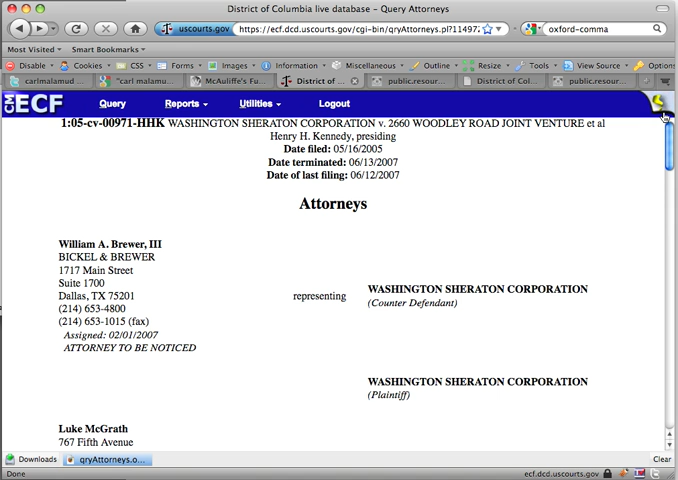 District of Columbia live database - Query Attorneys
uscourts.gov https://ecf.dcd.uscourts.gov/cgi-bin/qryAttorneys.pl?11497 oxford-comma
Most Visited Smart Bookmarks
Disable Cookies CSS Forms Images Information Miscellaneous Outline Resize Tools View Source Options
carlmalamud "carl malamu... McAuliffe's Fu... District of ... public.resour... District of Col... public.resour...
CM ECF Query Reports Utilities Logout
1:05-cv-00971-HHK WASHINGTON SHERATON CORPORATION v. 2660 WOODLEY ROAD JOINT VENTURE et al
Henry H. Kennedy, presiding
Date filed: 05/16/2005
Date terminated: 06/13/2007
Date of last filing: 06/12/2007
Attorneys
William A. Brewer, III
BICKEL & BREWER
1717 Main Street
Suite 1700
Dallas, TX 75201
(214) 653-4800
(214) 653-1015 (fax)
Assigned: 02/01/2007
ATTORNEY TO BE NOTICED
representing
WASHINGTON SHERATON CORPORATION
(Counter Defendant)
WASHINGTON SHERATON CORPORATION
(Plaintiff)
Luke McGrath
767 Fifth Avenue
Downloads qryAttorneys.o... Clear
Done ecf.dcd.uscourts.gov